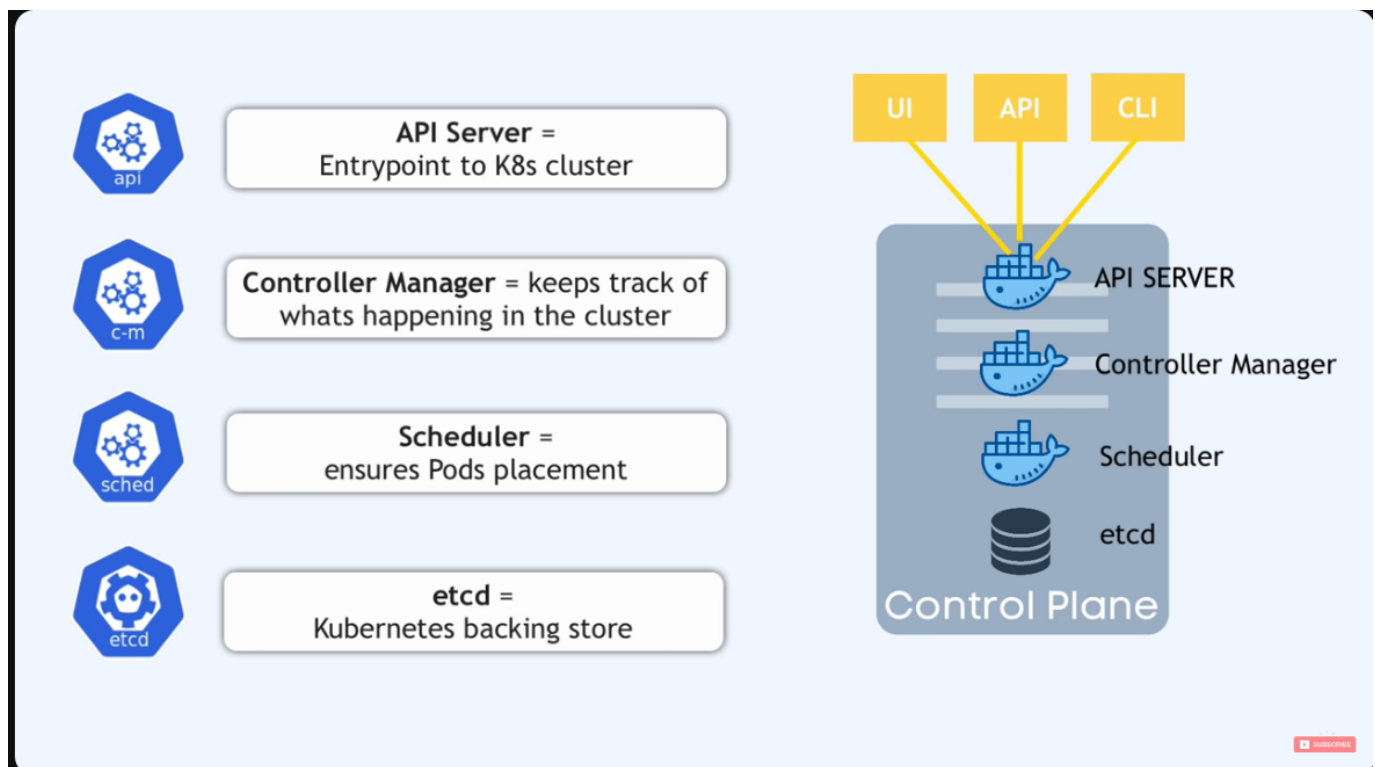 api
API Server =
Entrypoint to K8s cluster
c-m
Controller Manager = keeps track of
whats happening in the cluster
sched
Scheduler =
ensures Pods placement
etcd
etcd =
Kubernetes backing store
UI
API
CLI
API SERVER
Controller Manager
Scheduler
etcd
Control Plane
SUBSCRIBE